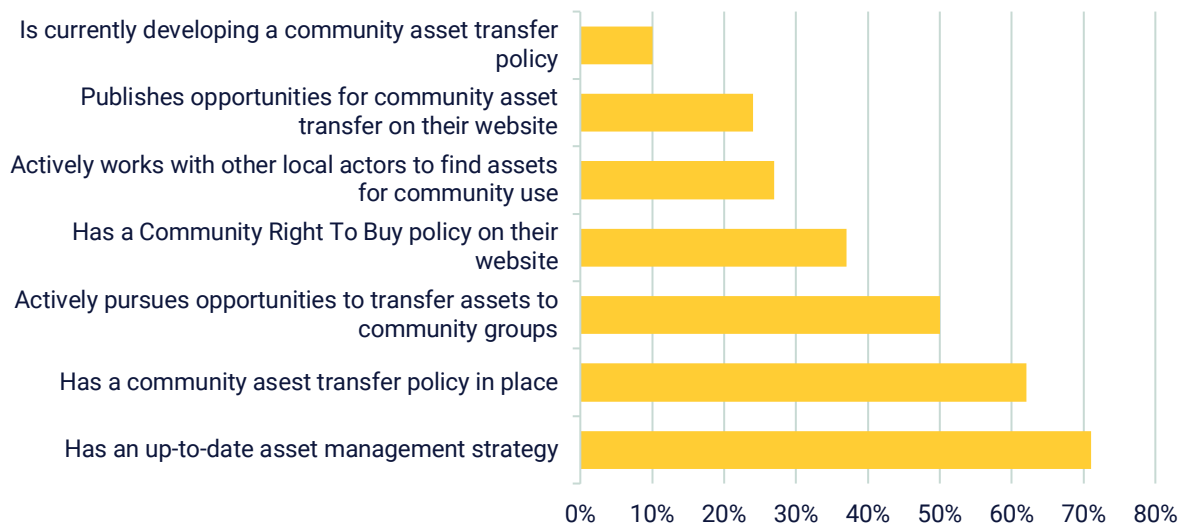 Is currently developing a community asset transfer
policy
Publishes opportunities for community asset
transfer on their website
Actively works with other local actors to find assets
for community use
Has a Community Right To Buy policy on their
website
Actively pursues opportunities to transfer assets to
community groups
Has a community asest transfer policy in place
Has an up-to-date asset management strategy
0% 10% 20% 30% 40% 50% 60% 70% 80%